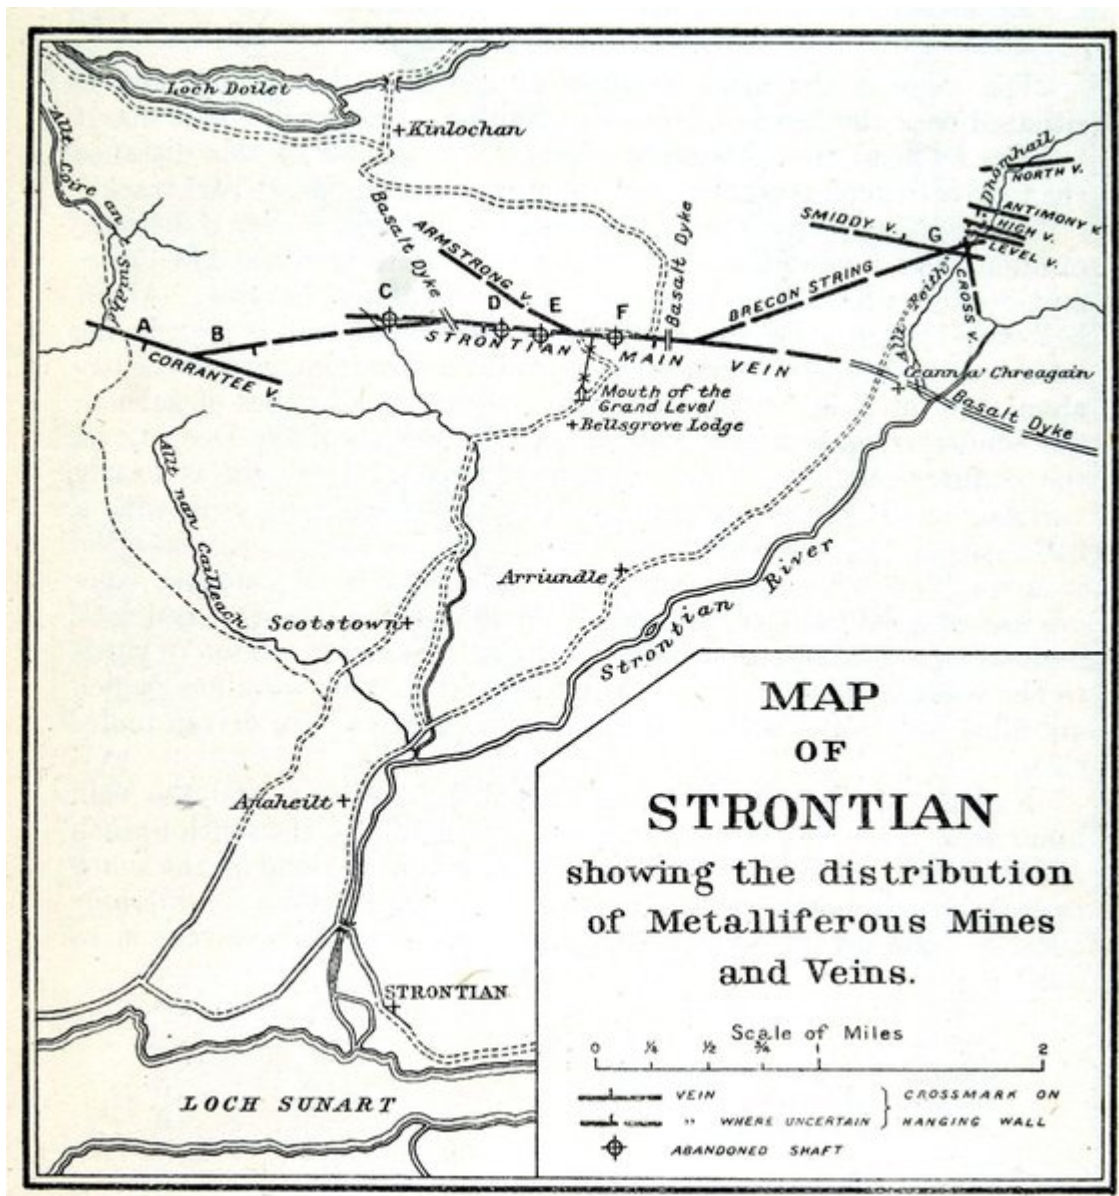 Loch Doilet
+Kinlochan
Allt Coire an t-Suidhe
Basalt Dyke
ARMSTRONG V.
Basalt Dyke
SMIDDY V.
G
Dhomhail
NORTH V.
ANTIMONY V.
HIGH V.
LEVEL V.
CROSS V.
BRECON STRING
Allt Feith
A
B
C
D
E
F
CORRANTEE V.
STRONTIAN MAIN VEIN
Mouth of the
Grand Level
+Bellsgrove Lodge
Ceann a' Chreagain
Basalt Dyke
Allt nan Cailleach
Arriundle
Scotstown+
Strontian River
Anaheilt+
STRONTIAN
LOCH SUNART
MAP
OF
STRONTIAN
showing the distribution
of Metalliferous Mines
and Veins.
Scale of Miles
0 ¼ ½ ¾ 1 2
VEIN
" WHERE UNCERTAIN } CROSSMARK ON
HANGING WALL
ABANDONED SHAFT